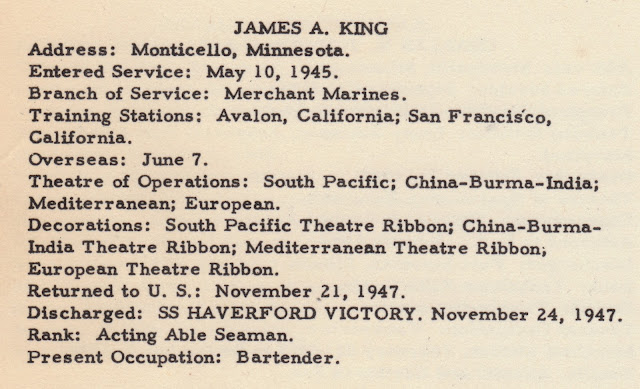 JAMES A. KING
Address: Monticello, Minnesota.
Entered Service: May 10, 1945.
Branch of Service: Merchant Marines.
Training Stations: Avalon, California; San Francisco,
California.
Overseas: June 7.
Theatre of Operations: South Pacific; China-Burma-India;
Mediterranean; European.
Decorations: South Pacific Theatre Ribbon; China-Burma-
India Theatre Ribbon; Mediterranean Theatre Ribbon;
European Theatre Ribbon.
Returned to U. S.: November 21, 1947.
Discharged: SS HAVERFORD VICTORY. November 24, 1947.
Rank: Acting Able Seaman.
Present Occupation: Bartender.